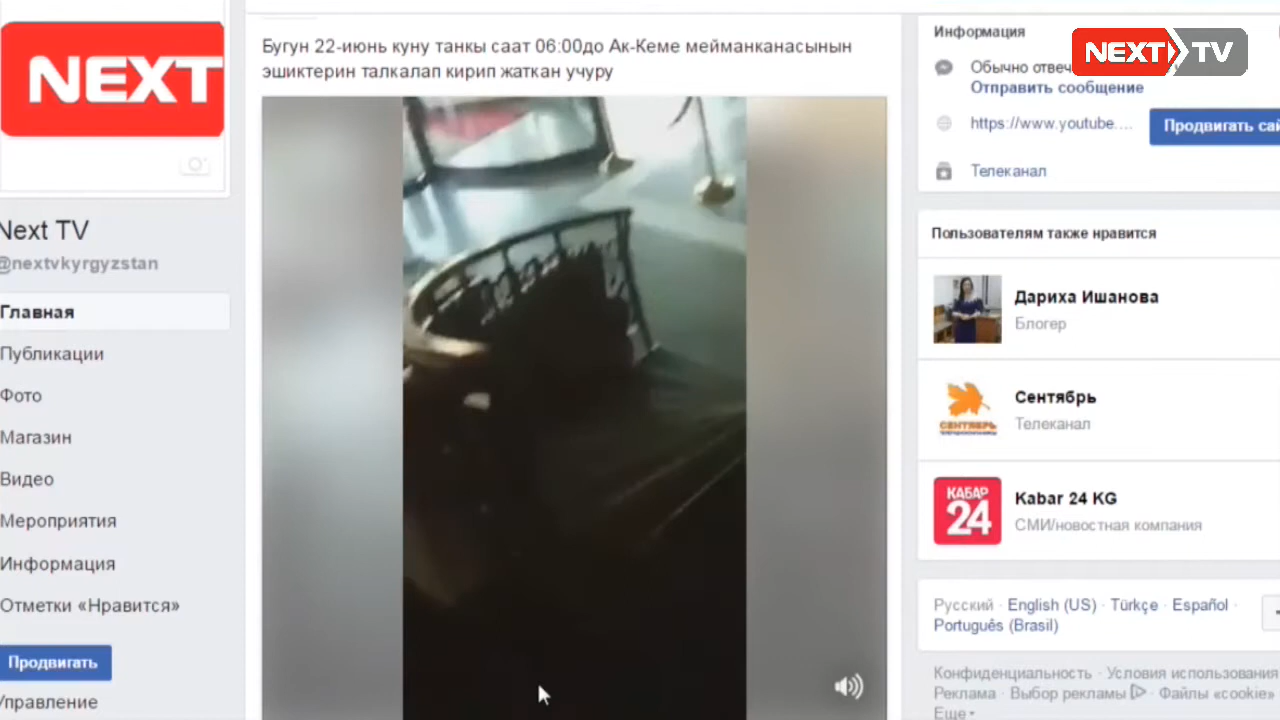 NEXT
Next TV
@nextvkyrgyzstan
Главная
Публикации
Фото
Магазин
Видео
Мероприятия
Информация
Отметки «Нравится»
Продвигать
Управление
Бугун 22-июнь куну танкы саат 06:00до Ак-Кеме мейманканасынын
эшиктерин талкалап кирип жаткан учуру
NEXT TV
Информация
Обычно отвеч
Отправить сообщение
https://www.youtube....
Продвигать сай
Телеканал
Пользователям также нравится
Дариха Ишанова
Блогер
СЕНТЯБРЬ
Сентябрь
Телеканал
КАБАР
24
Kabar 24 KG
СМИ/новостная компания
Русский · English (US) · Türkçe · Español ·
Português (Brasil)
Конфиденциальность · Условия использования
Реклама · Выбор рекламы · Файлы «cookie»
Еще